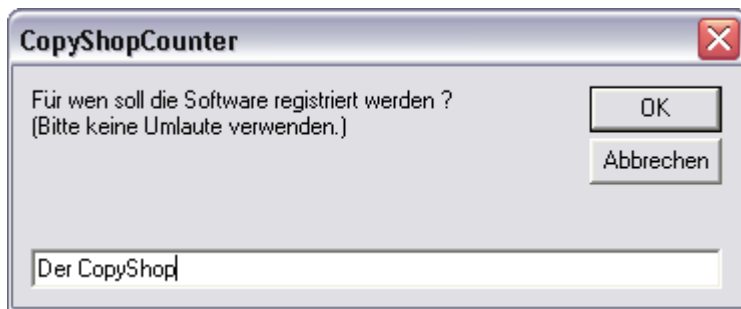 CopyShopCounter
Für wen soll die Software registriert werden ?
(Bitte keine Umlaute verwenden.)
OK
Abbrechen
Der CopyShop